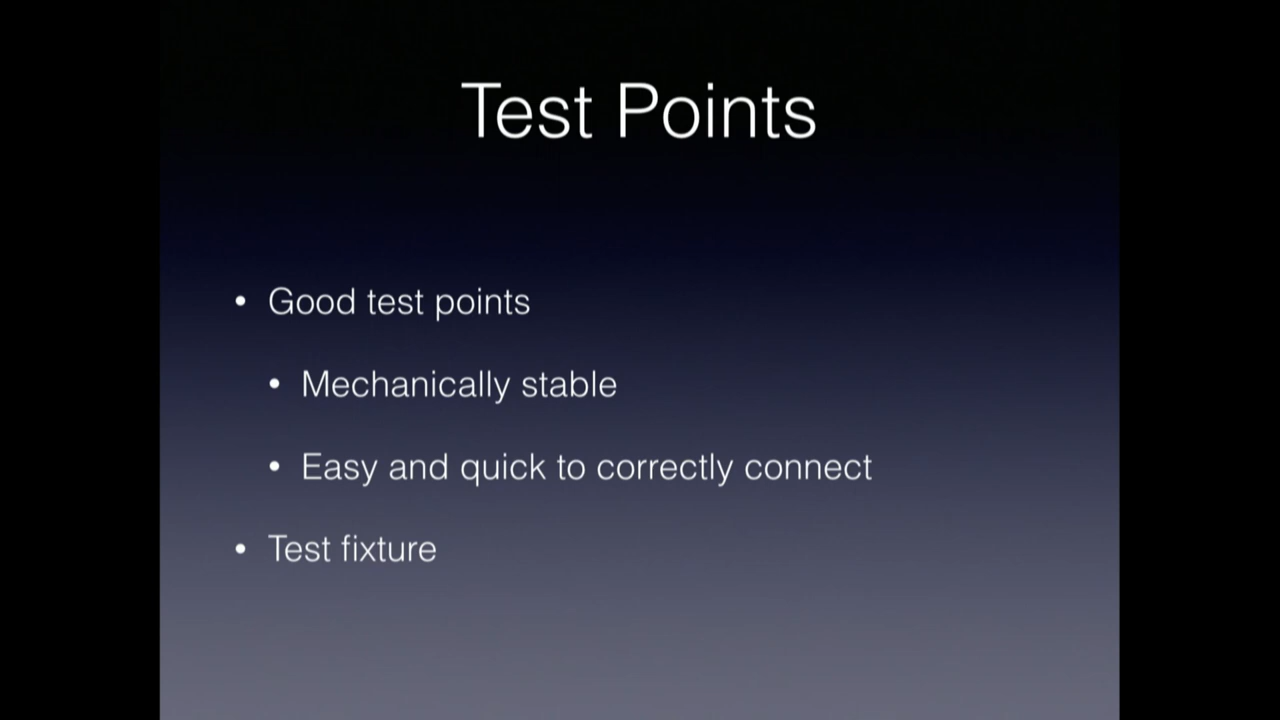 Test Points
• Good test points
• Mechanically stable
• Easy and quick to correctly connect
• Test fixture